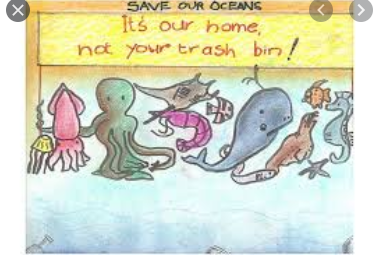 SAVE OUR OCEANS
It's our home,
not your trash bin!